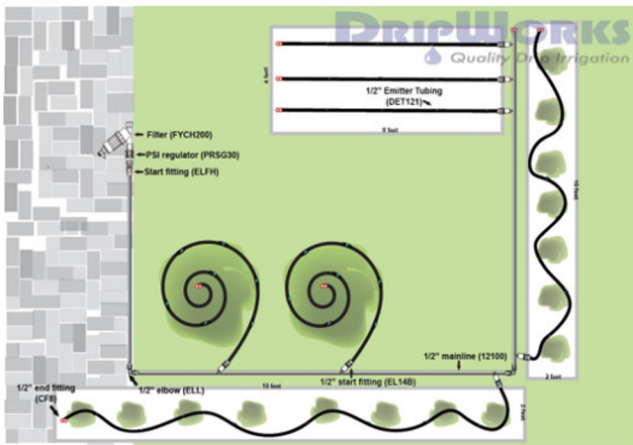 DripWorks
Quality Drip Irrigation
4 feet
1/2" Emitter Tubing
(DET121)
8 feet
Filter (FYCH200)
PSI regulator (PRSG30)
Start fitting (ELFH)
10 feet
2 feet
1/2" mainline (12100)
1/2" end fitting
(CF8)
1/2" elbow (ELL)
10 feet
1/2" start fitting (EL14B)
2 feet